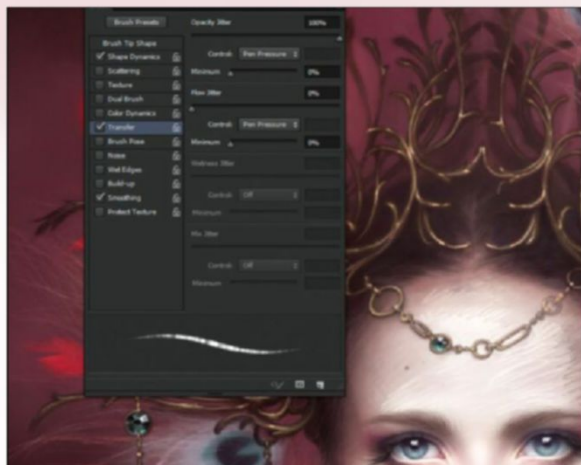 Brush Presets
Opacity Jitter 100%
Brush Tip Shape
Shape Dynamics
Control: Pen Pressure
Scattering
Minimum 0%
Texture
Dual Brush
Flow Jitter 0%
Color Dynamics
Transfer
Control: Pen Pressure
Brush Pose
Minimum 0%
Noise
Wetness Jitter
Wet Edges
Build-up
Control: Off
Smoothing
Minimum
Protect Texture
Mix Jitter
Control: Off
Minimum